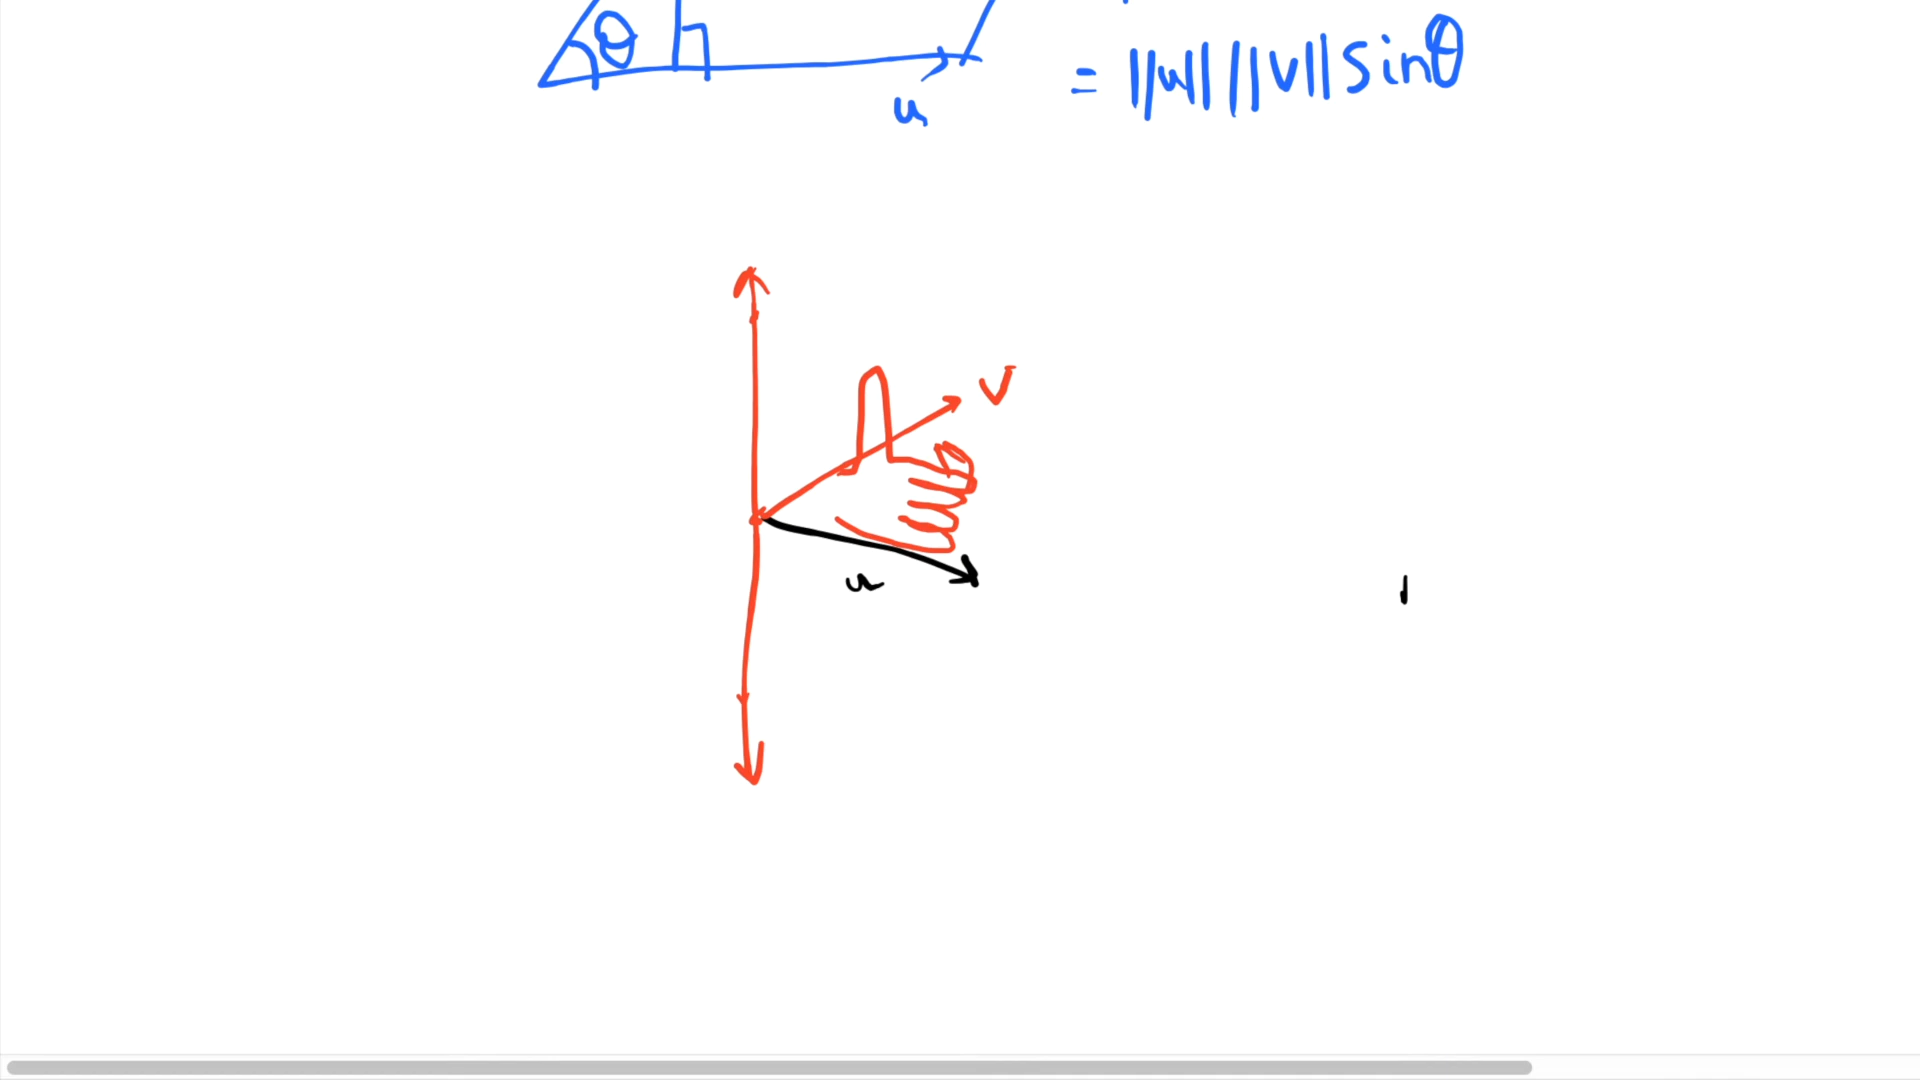 θ
= ||u|| ||v|| sinθ
u
v
u